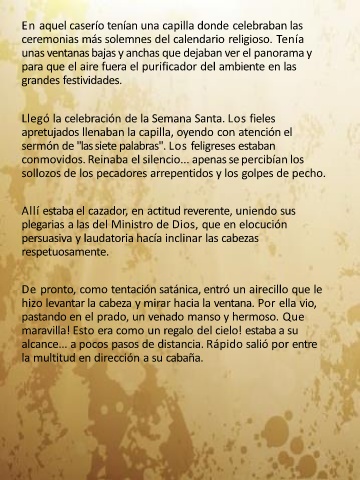 En aquel caserío tenían una capilla donde celebraban las
ceremonias más solemnes del calendario religioso. Tenía
unas ventanas bajas y anchas que dejaban ver el panorama y
para que el aire fuera el purificador del ambiente en las
grandes festividades.
Llegó la celebración de la Semana Santa. Los fieles
apretujados llenaban la capilla, oyendo con atención el
sermón de "las siete palabras". Los feligreses estaban
conmovidos. Reinaba el silencio... apenas se percibían los
sollozos de los pecadores arrepentidos y los golpes de pecho.
Allí estaba el cazador, en actitud reverente, uniendo sus
plegarias a las del Ministro de Dios, que en elocución
persuasiva y laudatoria hacía inclinar las cabezas
respetuosamente.
De pronto, como tentación satánica, entró un airecillo que le
hizo levantar la cabeza y mirar hacia la ventana. Por ella vio,
pastando en el prado, un venado manso y hermoso. Que
maravilla! Esto era como un regalo del cielo! estaba a su
alcance... a pocos pasos de distancia. Rápido salió por entre
la multitud en dirección a su cabaña.